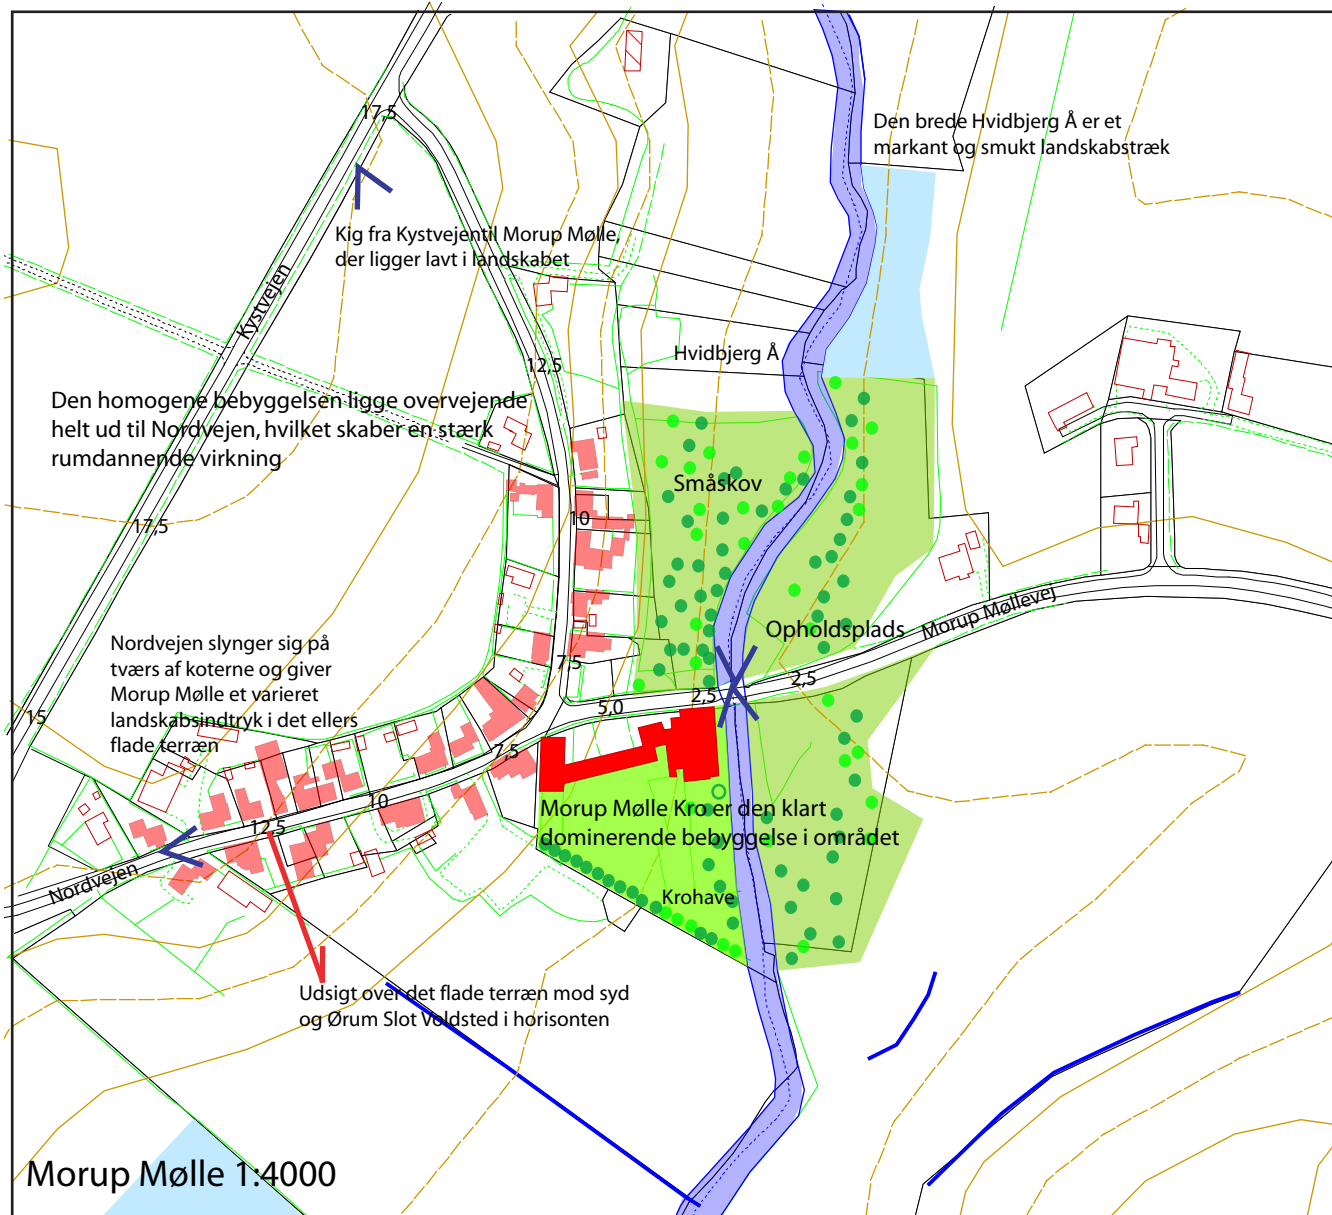 17,5
Den brede Hvidbjerg Å er et
markant og smukt landskabstræk
Kig fra Kystvejentil Morup Mølle,
der ligger lavt i landskabet
Kystvejen
Hvidbjerg Å
12,5
Den homogene bebyggelsen ligge overvejende
helt ud til Nordvejen, hvilket skaber en stærk
rumdannende virkning
Småskov
17,5
10
Morup Møllevej
Opholdsplads
Nordvejen slynger sig på
tværs af koterne og giver
Morup Mølle et varieret
landskabsindtryk i det ellers
flade terræn
7,5
2,5
2,5
5,0
15
7,5
10
12,5
Morup Mølle Kro er den klart
dominerende bebyggelse i området
Nordvejen
Krohave
Udsigt over det flade terræn mod syd
og Ørum Slot Voldsted i horisonten
Morup Mølle 1:4000